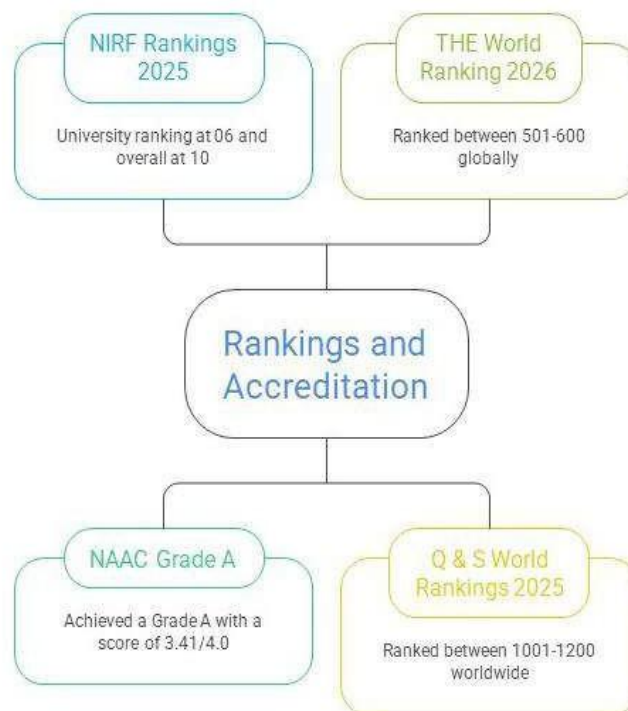 NIRF Rankings
2025
University ranking at 06 and
overall at 10
THE World
Ranking 2026
Ranked between 501-600
globally
Rankings and
Accreditation
NAAC Grade A
Achieved a Grade A with a
score of 3.41/4.0
Q & S World
Rankings 2025
Ranked between 1001-1200
worldwide